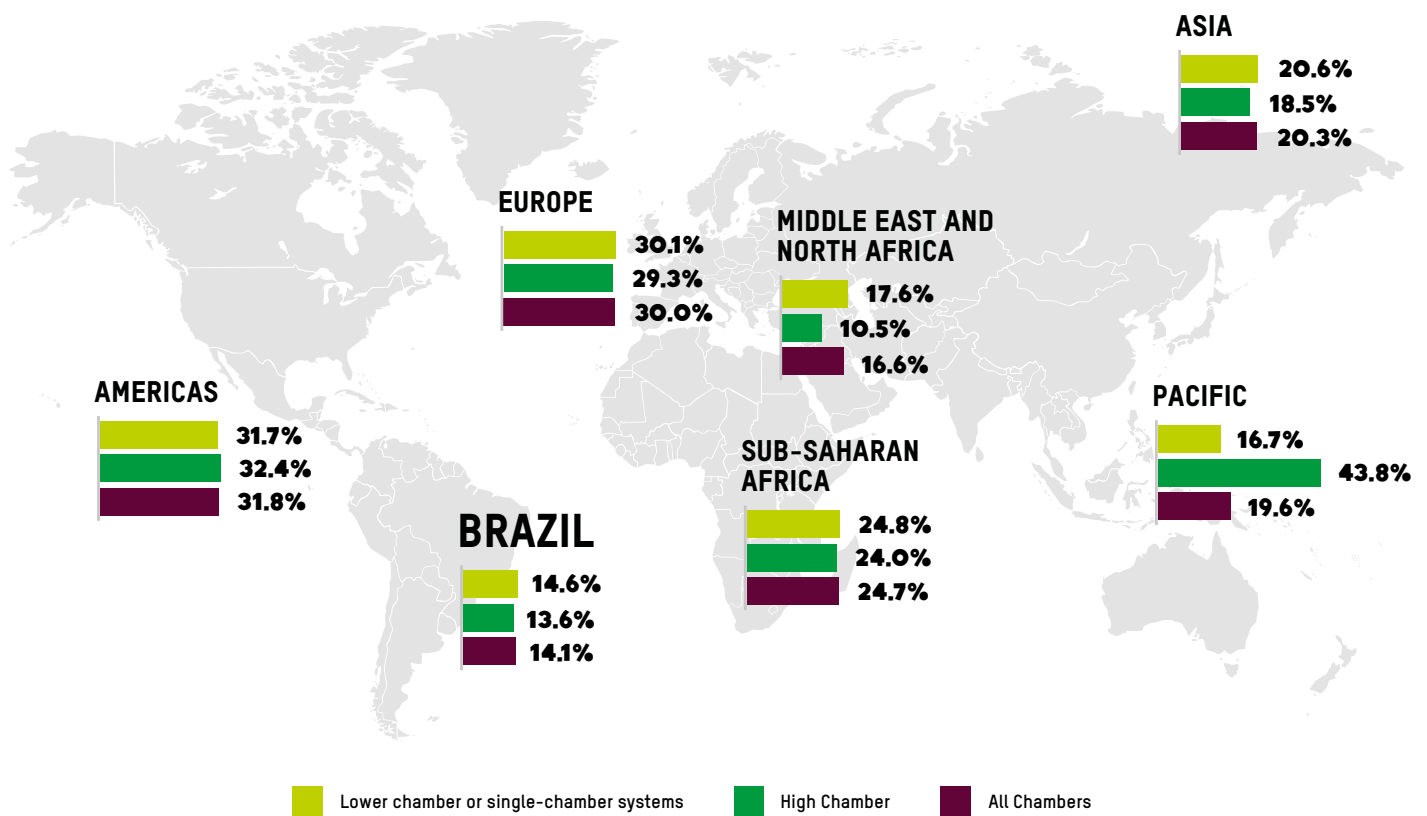 ASIA
20.6%
18.5%
20.3%
EUROPE
30.1%
29.3%
30.0%
MIDDLE EAST AND
NORTH AFRICA
17.6%
10.5%
16.6%
AMERICAS
31.7%
32.4%
31.8%
PACIFIC
16.7%
43.8%
19.6%
SUB-SAHARAN
AFRICA
24.8%
24.0%
24.7%
BRAZIL
14.6%
13.6%
14.1%
Lower chamber or single-chamber systems
High Chamber
All Chambers